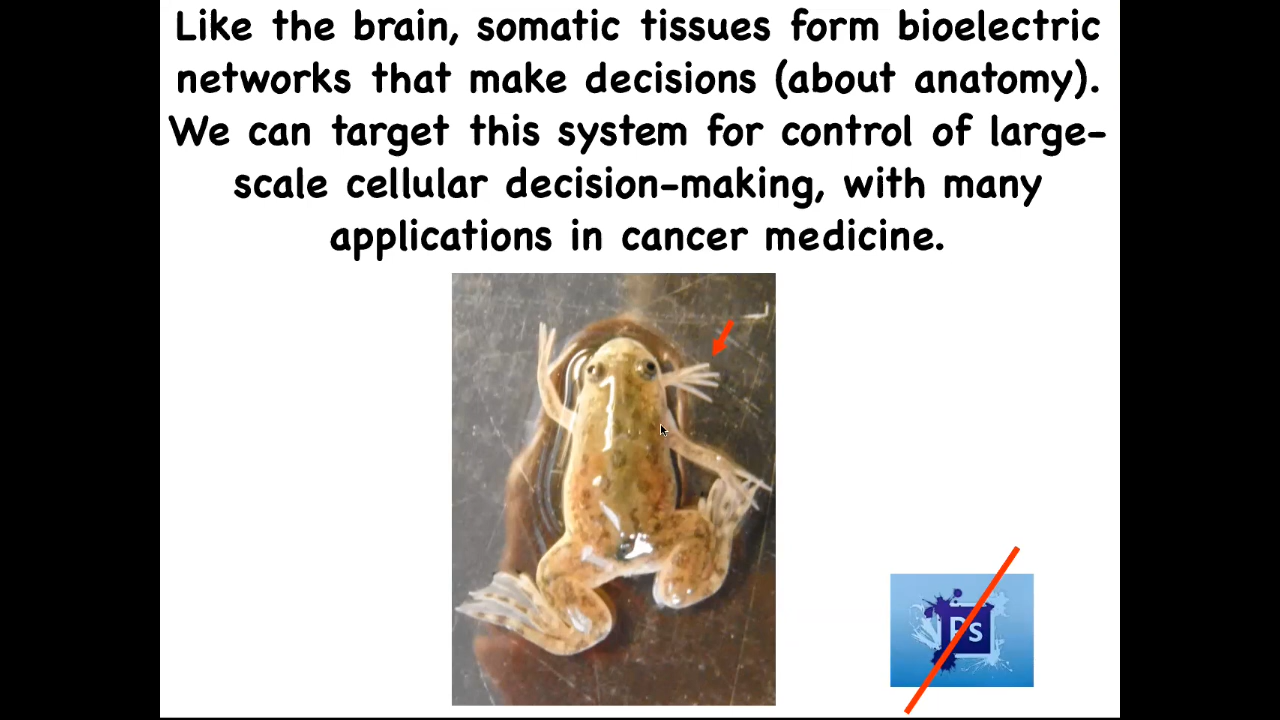 Like the brain, somatic tissues form bioelectric
networks that make decisions (about anatomy).
We can target this system for control of large-
scale cellular decision-making, with many
applications in cancer medicine.
Ps